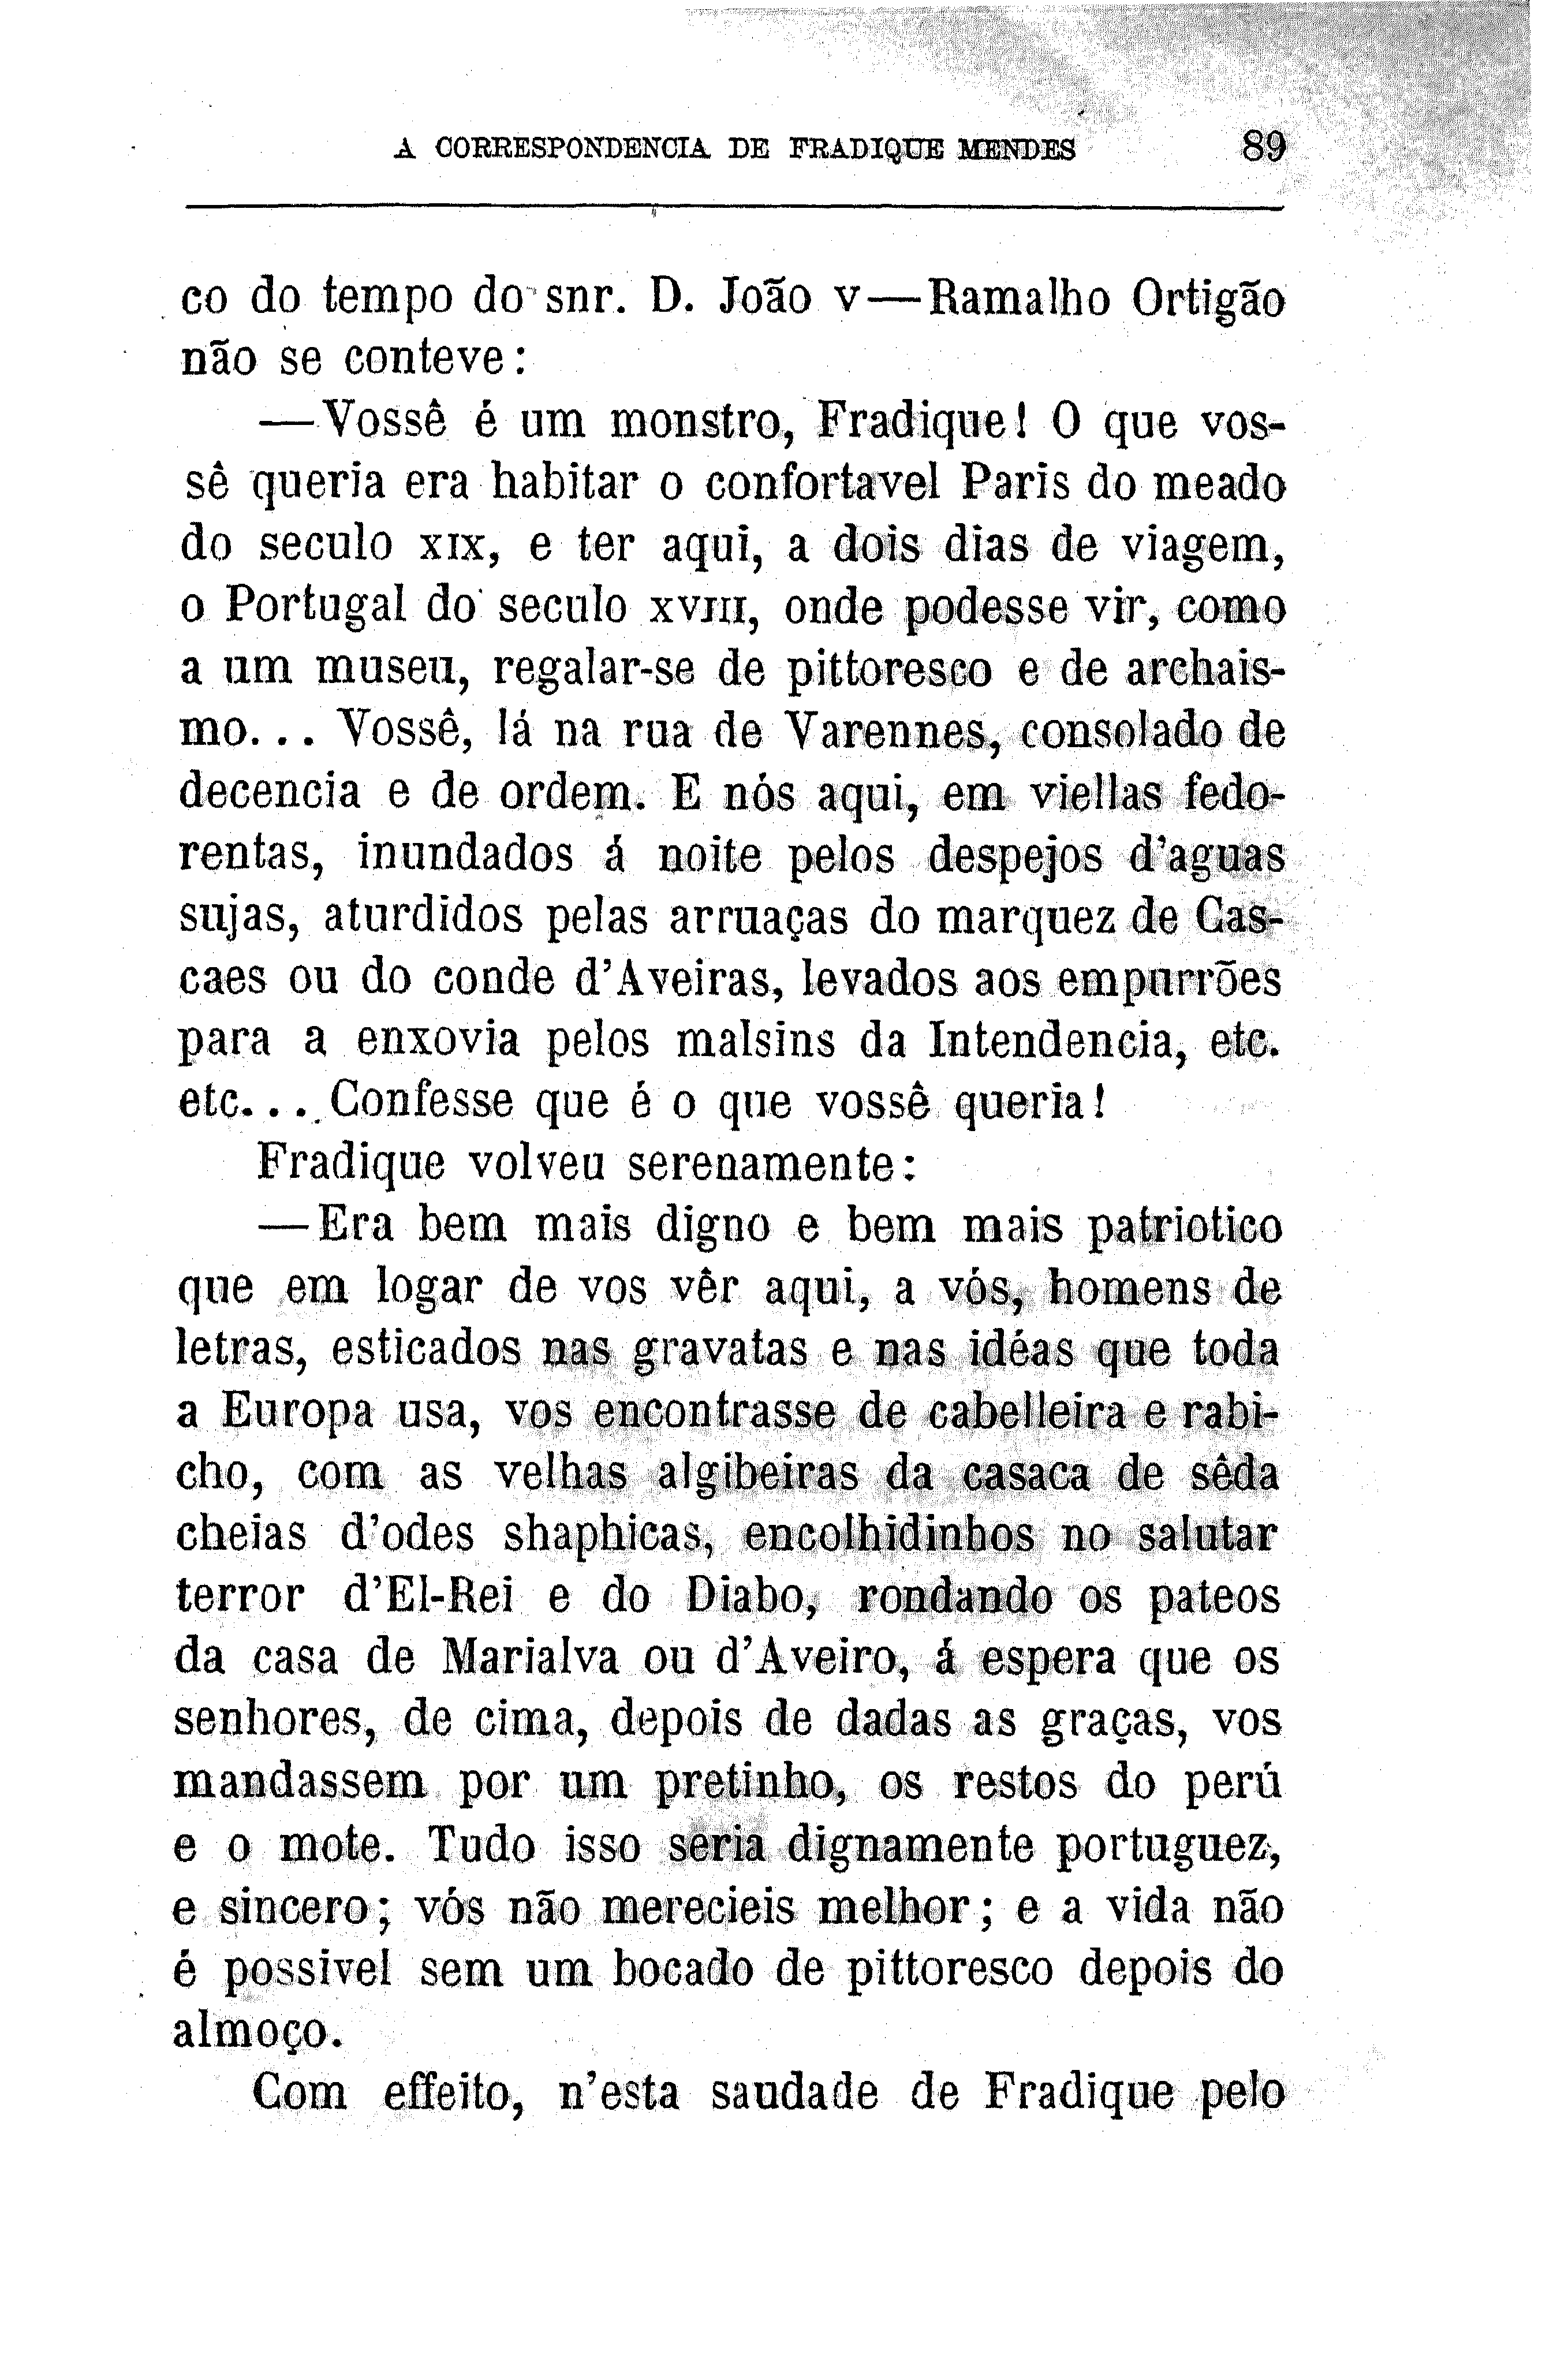 A CORRESPONDENCIA DE FRADIQUE MENDES 89
co do tempo do snr. D. João v—Ramalho Ortigão
não se conteve:
—Vossê é um monstro, Fradique! O que vos-
sê queria era habitar o confortavel Paris do meado
do seculo XIX, e ter aqui, a dois dias de viagem,
o Portugal do seculo XVIII, onde podesse vir, como
a um museu, regalar-se de pittoresco e de archais-
mo... Vossê, lá na rua de Varennes, consolado de
decencia e de ordem. E nós aqui, em viellas fedo-
rentas, inundados á noite pelos despejos d'aguas
sujas, aturdidos pelas arruaças do marquez de Cas-
caes ou do conde d'Aveiras, levados aos empurrões
para a enxovia pelos malsins da Intendencia, etc.
etc... Confesse que é o que vossê queria!
Fradique volveu serenamente:
—Era bem mais digno e bem mais patriotico
que em logar de vos vêr aqui, a vós, homens de
letras, esticados nas gravatas e nas idéas que toda
a Europa usa, vos encontrasse de cabelleira e rabi-
cho, com as velhas algibeiras da casaca de sêda
cheias d'odes shaphicas, encolhidinhos no salutar
terror d'El-Rei e do Diabo, rondando os pateos
da casa de Marialva ou d'Aveiro, á espera que os
senhores, de cima, depois de dadas as graças, vos
mandassem por um pretinho, os restos do perú
e o mote. Tudo isso seria dignamente portuguez,
e sincero; vós não merecieis melhor; e a vida não
é possivel sem um bocado de pittoresco depois do
almoço.
Com effeito, n'esta saudade de Fradique pelo